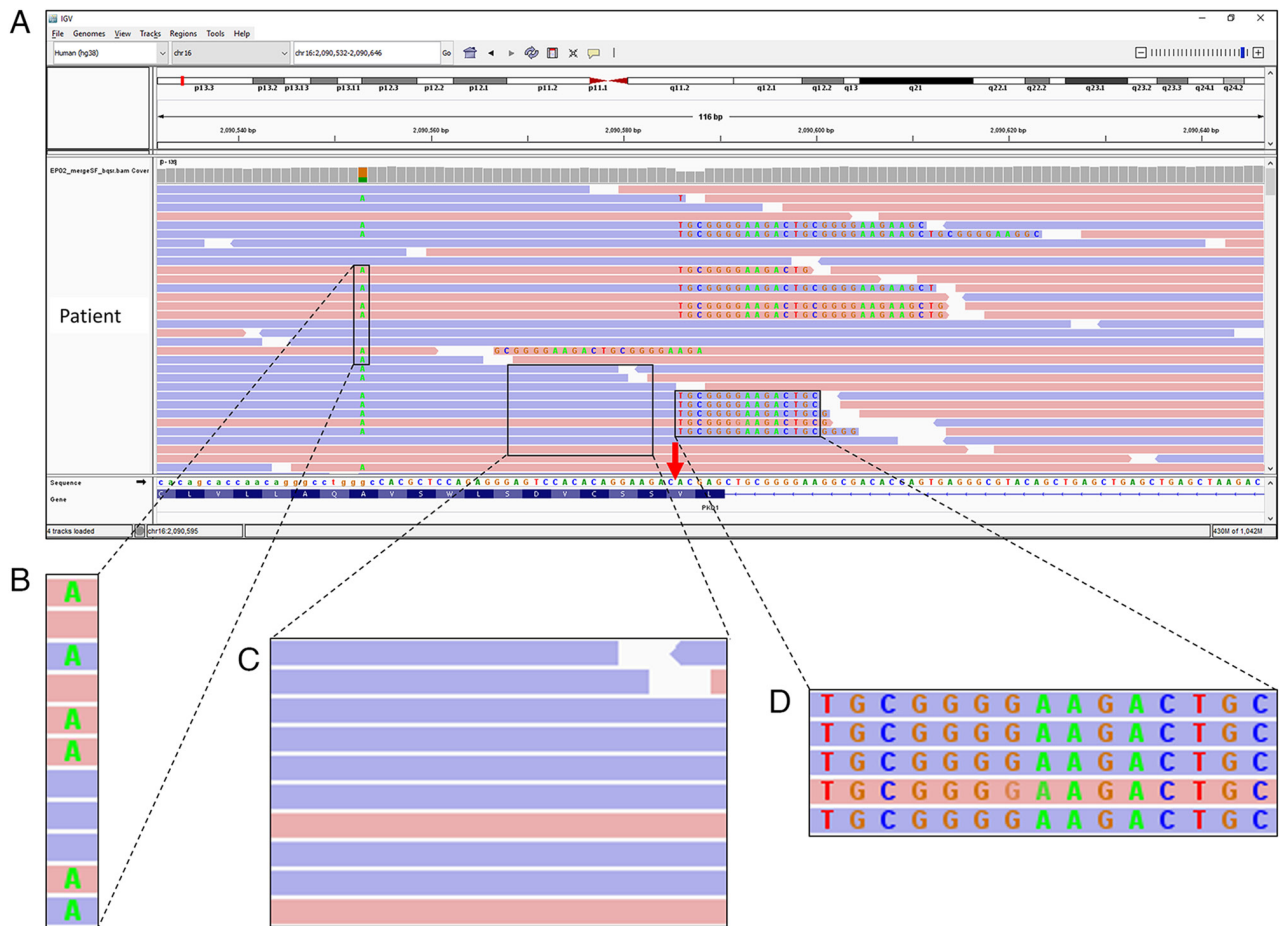 A
IGV
File Genomes View Tracks Regions Tools Help
Human (hg38) chr16 chr16:2,090,532-2,090,646 Go
p13.3 p13.2 p13.13 p13.11 p12.3 p12.2 p12.1 p11.2 p11.1 q11.2 q12.1 q12.2 q13 q21 q22.1 q22.2 q23.1 q23.2 q23.3 q24.1 q24.2
116 bp
2,090,540 bp 2,090,560 bp 2,090,580 bp 2,090,600 bp 2,090,620 bp 2,090,640 bp
EP02_mergeSF_bqsr.bam Cover
A T
A TGCGGGGAAGACTGCGGGGAAGAAGC
A TGCGGGGAAGACTGCGGGGAAGAAGCTGCGGGGAAGGC
A TGCGGGGAAGACTG
A TGCGGGGAAGACTGCGGGGAAGAAGCT
A TGCGGGGAAGACTGCGGGGAAGAAGCTG
A TGCGGGGAAGACTGCGGGGAAGAAGCTG
Patient
A GCGGGGAAGACTGCGGGGAAGA
A
A
A
A TGCGGGGAAGACTGC
A TGCGGGGAAGACTGC
A TGCGGGGAAGACTGCG
A TGCGGGGAAGACTGCG
A TGCGGGGAAGACTGCGGGG
A
Sequence cacagcaccaacagggcctgggcCACGCTCCAGAGGGAGTCCACACAGGAAGACACGAGCTGCGGGGAAGGCGACACGAGTGAGGGCGTACAGCTGAGCTGAGCTGAGCTAAGAC
Gene L V L L A Q A V S W L S D V C S S V L
PKD1
4 tracks loaded chr16:2,090,595 430M of 1,042M
B
A
A
A
A
A
A
C
D
TGCGGGGAAGACTGC
TGCGGGGAAGACTGC
TGCGGGGAAGACTGC
TGCGGGGAAGACTGC
TGCGGGGAAGACTGC